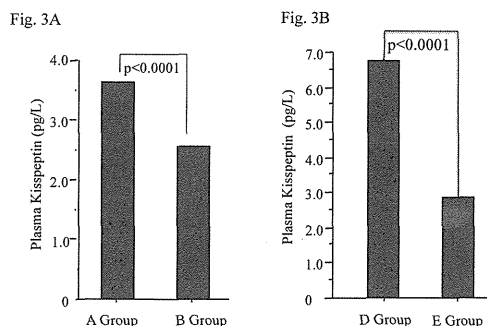 Fig. 3A
Plasma Kisspeptin (pg/L)
4.0
3.0
2.0
1.0
0
p<0.0001
A Group
B Group
Fig. 3B
Plasma Kisspeptin (pg/L)
7.0
6.0
5.0
4.0
3.0
2.0
1.0
0
p<0.0001
D Group
E Group